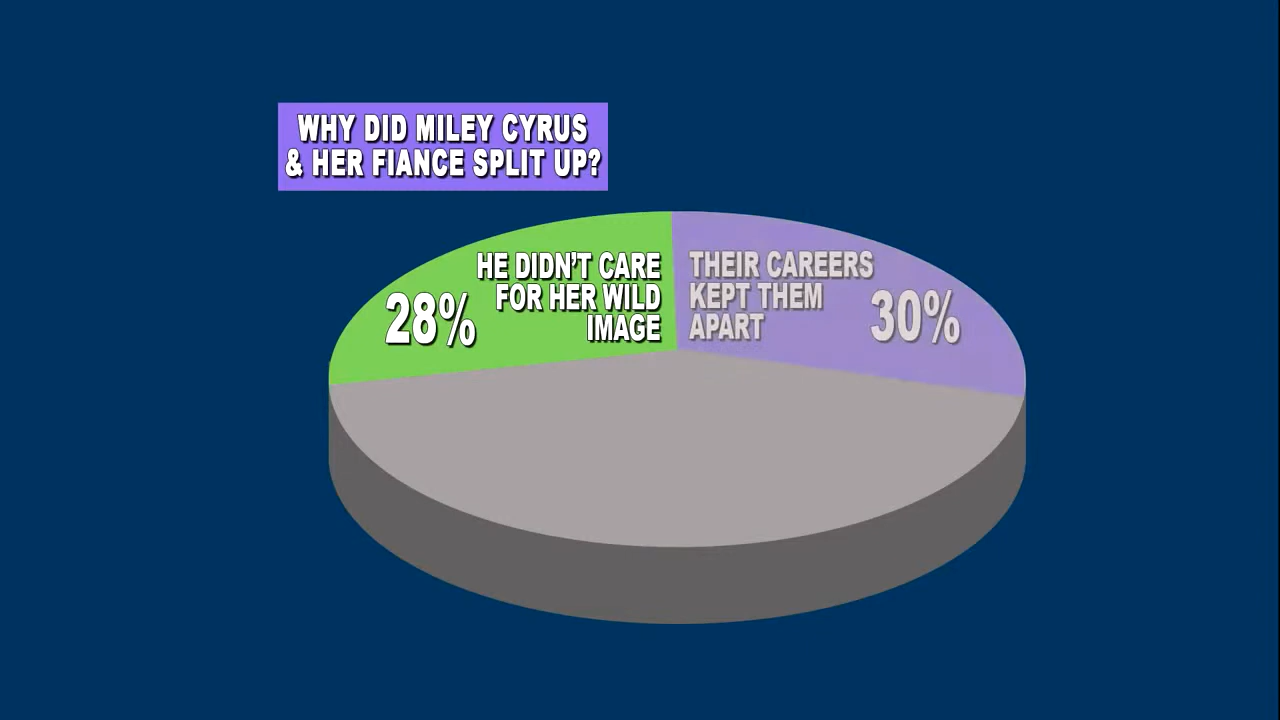 WHY DID MILEY CYRUS
& HER FIANCE SPLIT UP?
HE DIDN'T CARE
FOR HER WILD
IMAGE
28%
THEIR CAREERS
KEPT THEM
APART
30%